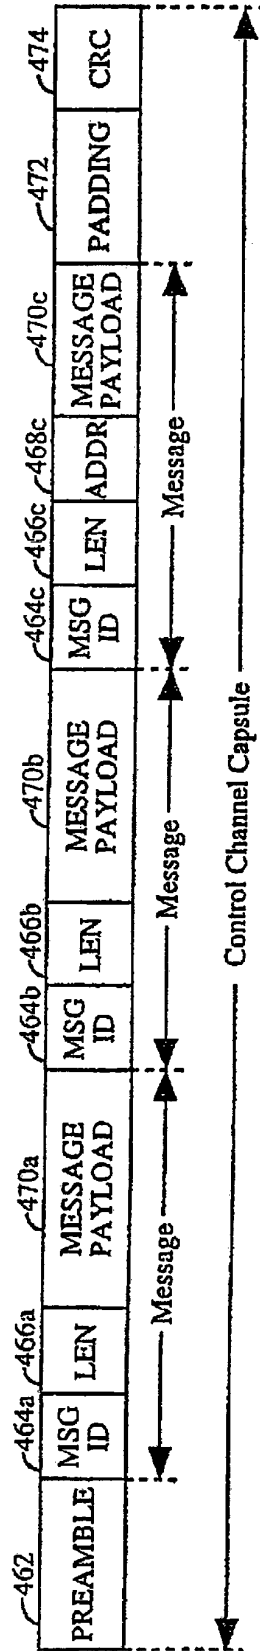 462 464a 466a 470a 464b 466b 470b 464c 466c 468c 470c 472 474
PREAMBLE
MSG
ID
LEN
MESSAGE
PAYLOAD
MSG
ID
LEN
MESSAGE
PAYLOAD
MSG
ID
LEN
ADDR
MESSAGE
PAYLOAD
PADDING
CRC
Message
Message
Message
Control Channel Capsule